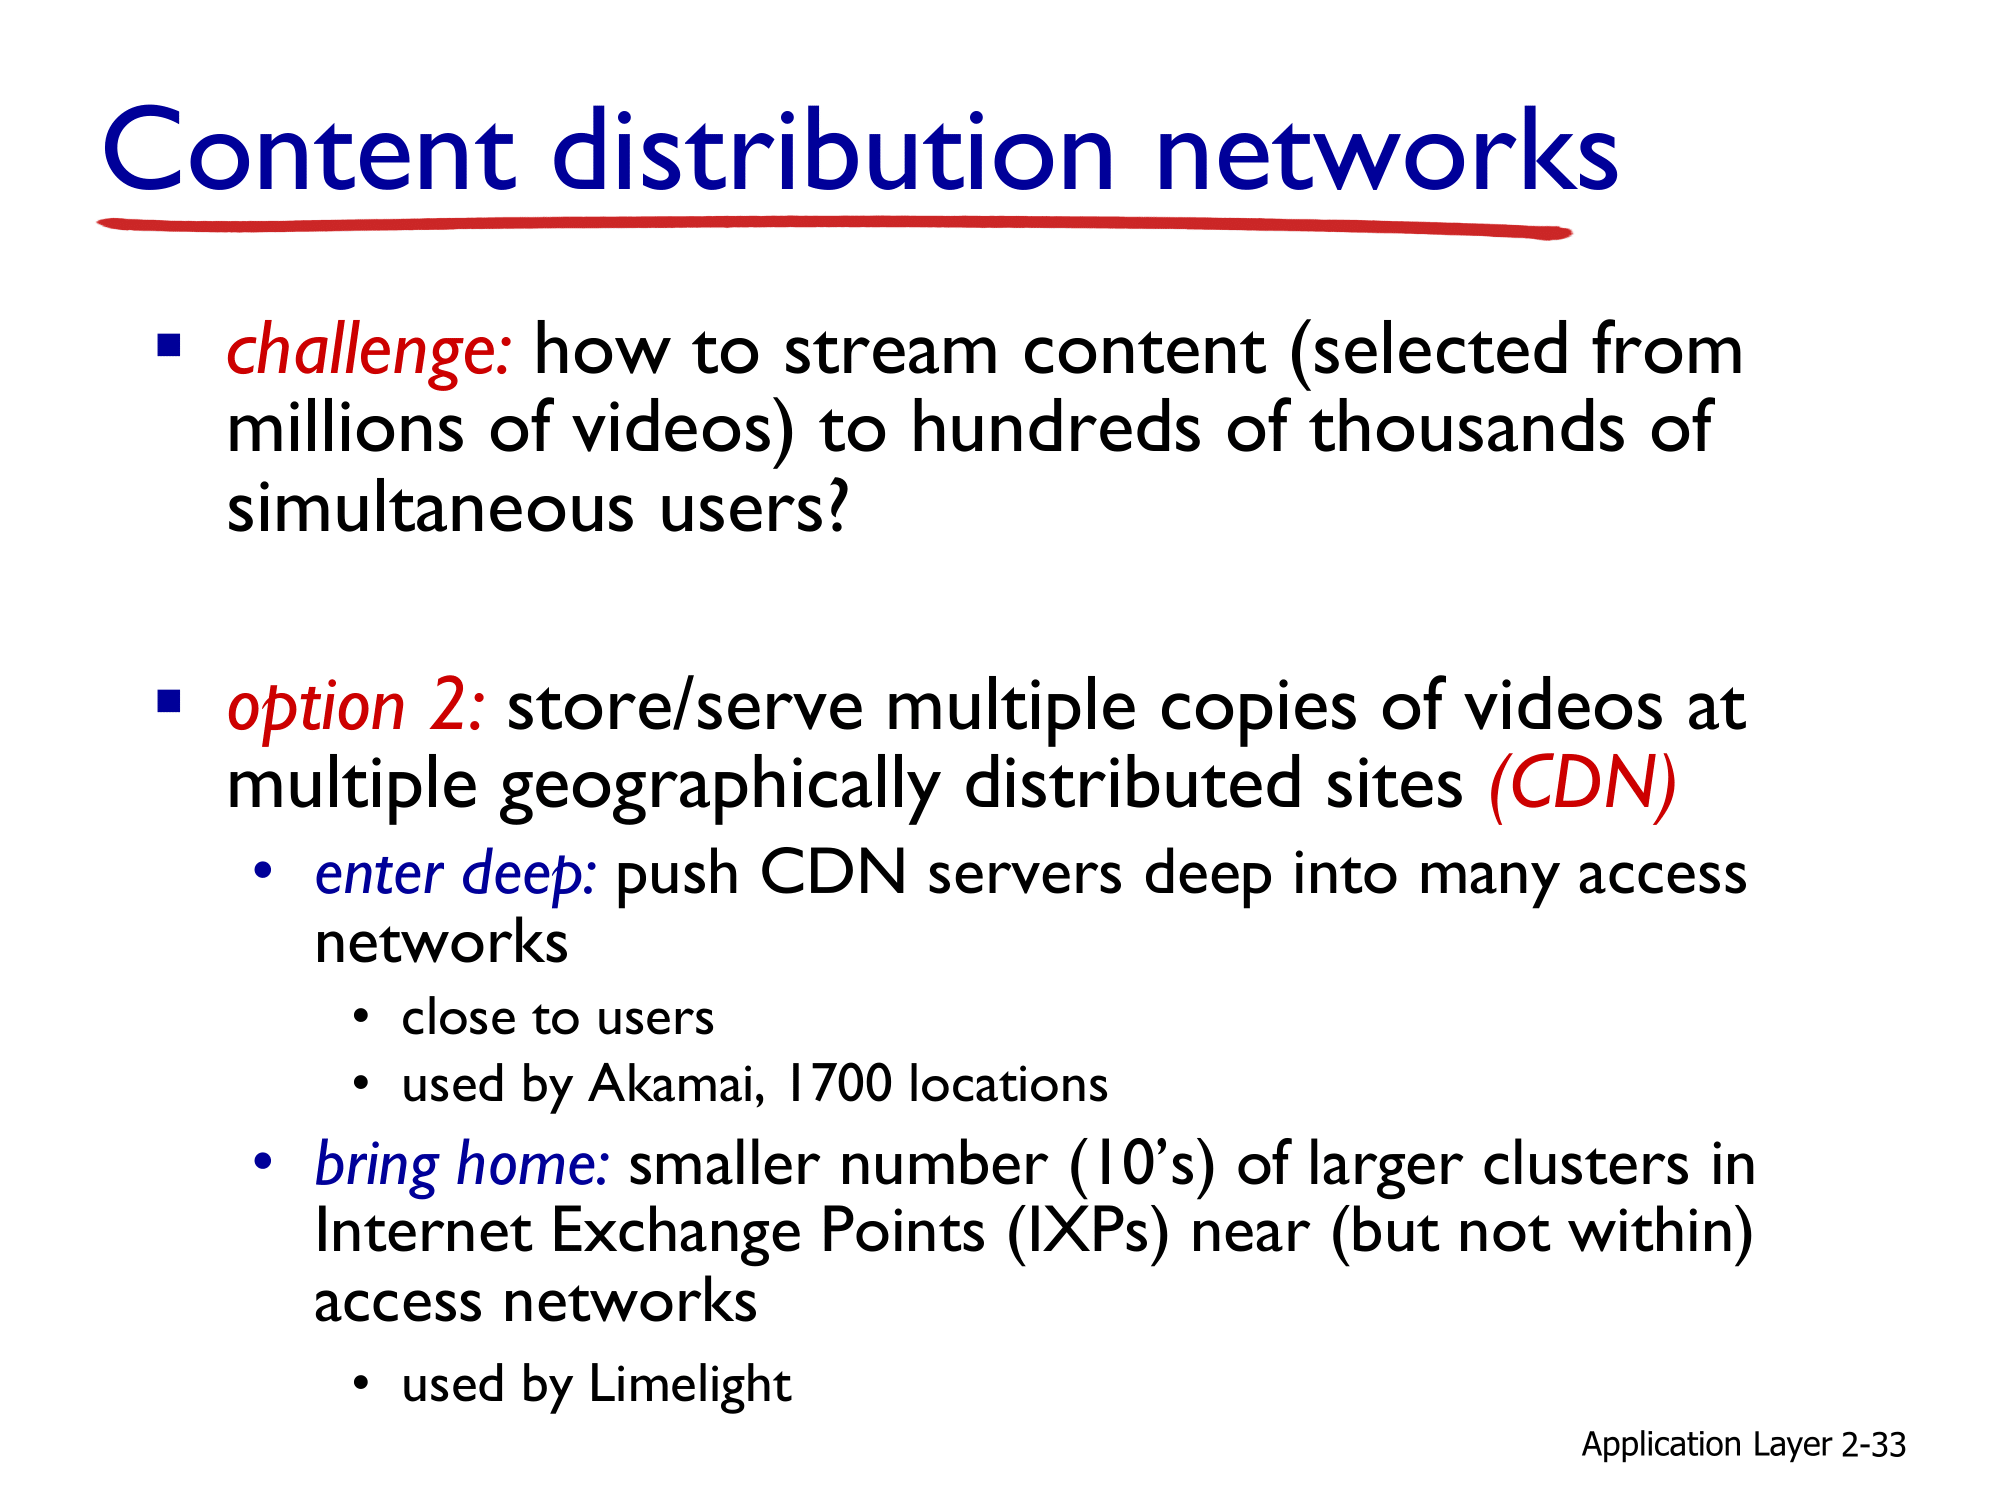 Content distribution networks
▪ challenge: how to stream content (selected from
millions of videos) to hundreds of thousands of
simultaneous users?
▪ option 2: store/serve multiple copies of videos at
multiple geographically distributed sites (CDN)
• enter deep: push CDN servers deep into many access
networks
• close to users
• used by Akamai, 1700 locations
• bring home: smaller number (10’s) of larger clusters in
Internet Exchange Points (IXPs) near (but not within)
access networks
• used by Limelight
Application Layer 2-33